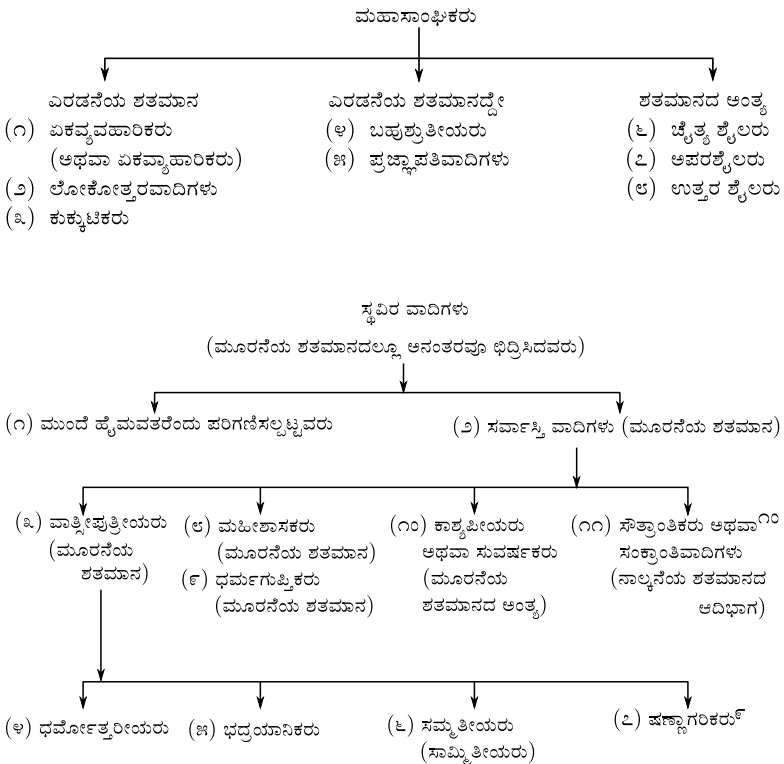 ಮಹಾಸಾಂಘಿಕರು
ಎರಡನೆಯ ಶತಮಾನ
(೧) ಏಕವ್ಯವಹಾರಿಕರು
(ಅಥವಾ ಏಕವ್ಯಾಹಾರಿಕರು)
(೨) ಲೋಕೋತ್ತರವಾದಿಗಳು
(೩) ಕುಕ್ಕುಟಿಕರು
ಎರಡನೆಯ ಶತಮಾನದ್ದೇ
(೪) ಬಹುಶ್ರುತೀಯರು
(೫) ಪ್ರಜ್ಞಾಪತಿವಾದಿಗಳು
ಶತಮಾನದ ಅಂತ್ಯ
(೬) ಚೈತ್ಯ ಶೈಲರು
(೭) ಅಪರಶೈಲರು
(೮) ಉತ್ತರ ಶೈಲರು
ಸ್ಥವಿರ ವಾದಿಗಳು
(ಮೂರನೆಯ ಶತಮಾನದಲ್ಲೂ ಅನಂತರವೂ ಛಿದ್ರಿಸಿದವರು)
(೧) ಮುಂದೆ ಹೈಮವತರೆಂದು ಪರಿಗಣಿಸಲ್ಪಟ್ಟವರು
(೨) ಸರ್ವಾಸ್ತಿ ವಾದಿಗಳು (ಮೂರನೆಯ ಶತಮಾನ)
(೩) ವಾತ್ಸೀಪುತ್ರೀಯರು
(ಮೂರನೆಯ
ಶತಮಾನ)
(೮) ಮಹೀಶಾಸಕರು
(ಮೂರನೆಯ ಶತಮಾನ)
(೯) ಧರ್ಮಗುಪ್ತಿಕರು
(ಮೂರನೆಯ ಶತಮಾನ)
(೧೦) ಕಾಶ್ಯಪೀಯರು
ಅಥವಾ ಸುವರ್ಷಕರು
(ಮೂರನೆಯ
ಶತಮಾನದ ಅಂತ್ಯ)
(೧೧) ಸೌತ್ರಾಂತಿಕರು ಅಥವಾ೧೦
ಸಂಕ್ರಾಂತಿವಾದಿಗಳು
(ನಾಲ್ಕನೆಯ ಶತಮಾನದ
ಆದಿಭಾಗ)
(೪) ಧರ್ಮೋತ್ತರೀಯರು
(೫) ಭದ್ರಯಾನಿಕರು
(೬) ಸಮ್ಮತೀಯರು
(ಸಾಮ್ಮಿತೀಯರು)
(೭) ಷಣ್ಣಾಗರಿಕರು೯